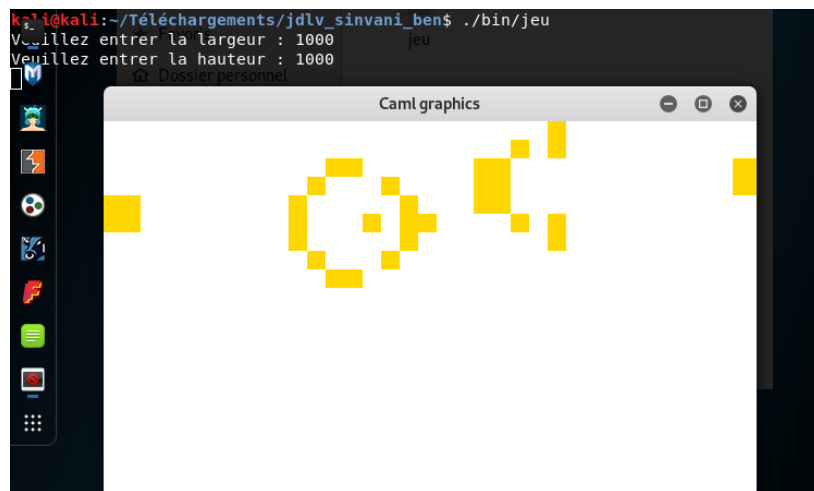 kali@kali:~/Téléchargements/jdlv_sinvani_ben$ ./bin/jeu
Veuillez entrer la largeur : 1000
Favoris
jeu
Veuillez entrer la hauteur : 1000
Dossier personnel
Caml graphics